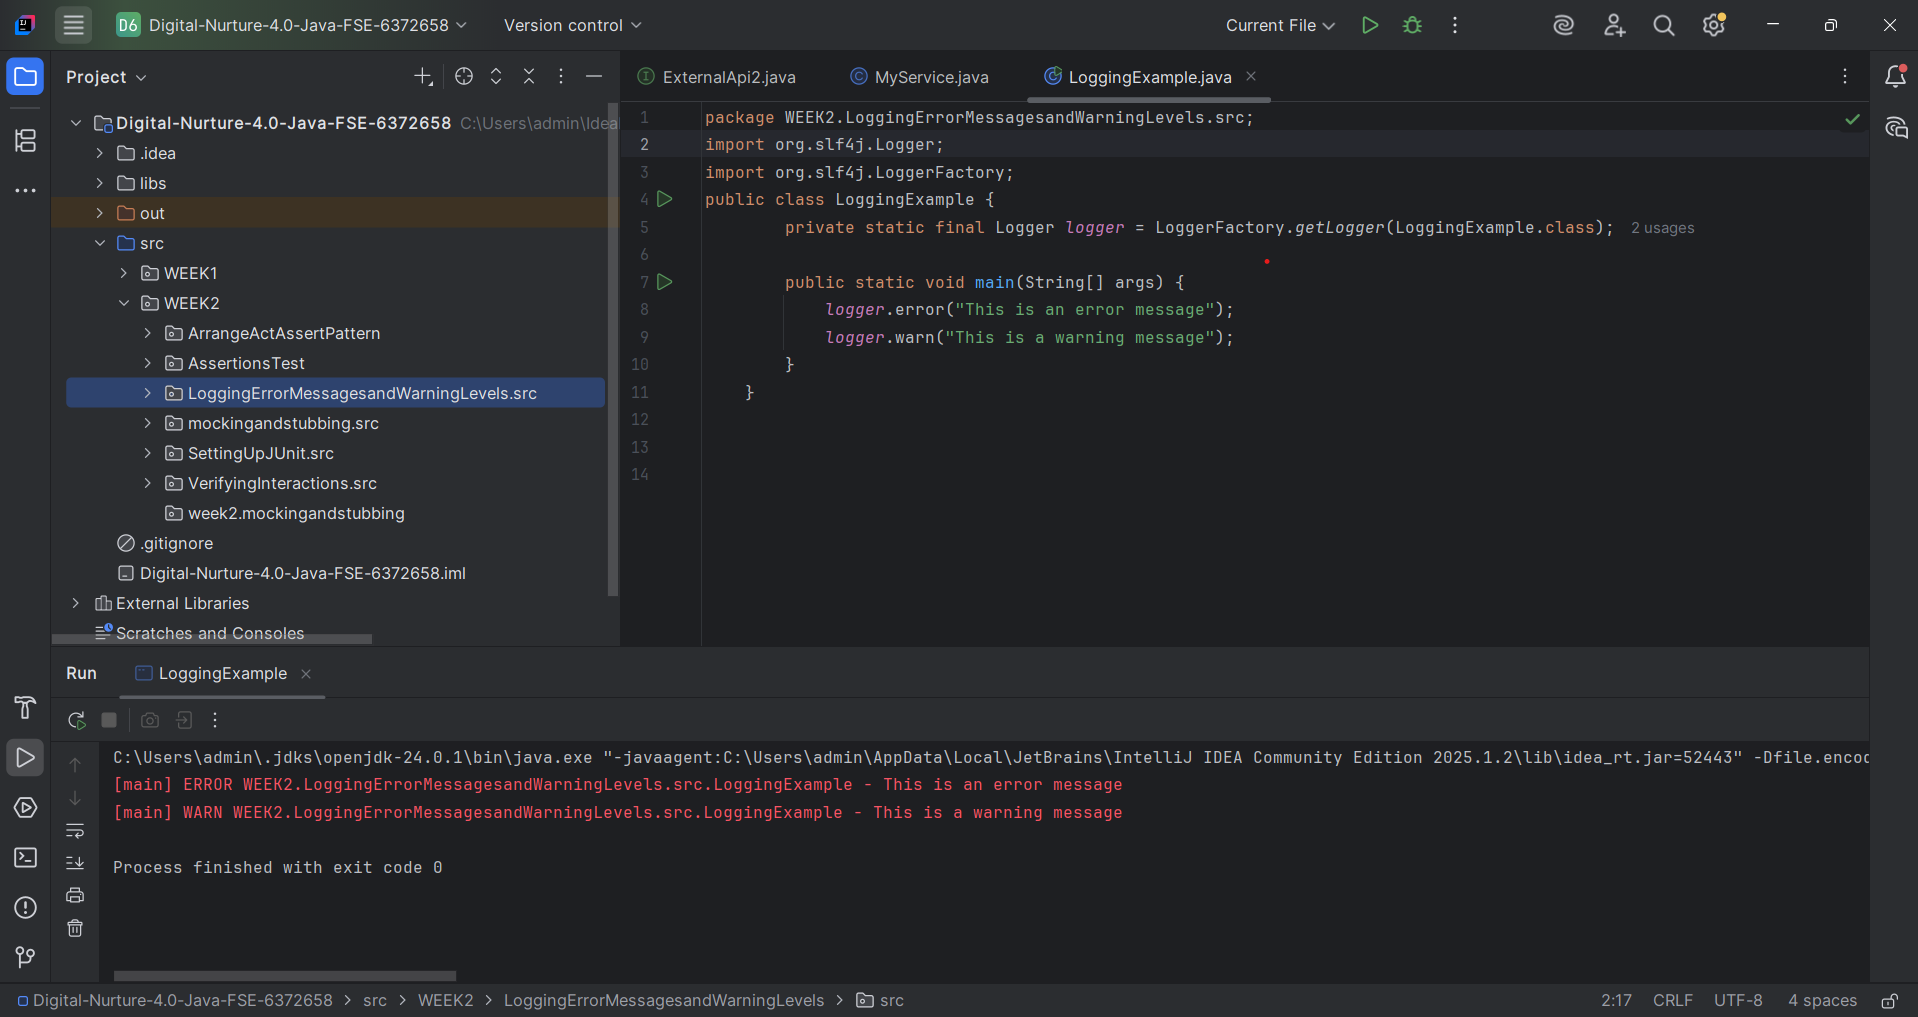 D6 Digital-Nurture-4.0-Java-FSE-6372658 Version control Current File
Project
ExternalApi2.java MyService.java LoggingExample.java
Digital-Nurture-4.0-Java-FSE-6372658 C:\Users\admin\Idea
.idea
libs
out
src
WEEK1
WEEK2
ArrangeActAssertPattern
AssertionsTest
LoggingErrorMessagesandWarningLevels.src
mockingandstubbing.src
SettingUpJUnit.src
VerifyingInteractions.src
week2.mockingandstubbing
.gitignore
Digital-Nurture-4.0-Java-FSE-6372658.iml
External Libraries
Scratches and Consoles
1 package WEEK2.LoggingErrorMessagesandWarningLevels.src;
2 import org.slf4j.Logger;
3 import org.slf4j.LoggerFactory;
4 public class LoggingExample {
5 private static final Logger logger = LoggerFactory.getLogger(LoggingExample.class); 2 usages
6
7 public static void main(String[] args) {
8 logger.error("This is an error message");
9 logger.warn("This is a warning message");
10 }
11 }
12
13
14
Run LoggingExample
C:\Users\admin\.jdks\openjdk-24.0.1\bin\java.exe "-javaagent:C:\Users\admin\AppData\Local\JetBrains\IntelliJ IDEA Community Edition 2025.1.2\lib\idea_rt.jar=52443" -Dfile.encod
[main] ERROR WEEK2.LoggingErrorMessagesandWarningLevels.src.LoggingExample - This is an error message
[main] WARN WEEK2.LoggingErrorMessagesandWarningLevels.src.LoggingExample - This is a warning message
Process finished with exit code 0
Digital-Nurture-4.0-Java-FSE-6372658 > src > WEEK2 > LoggingErrorMessagesandWarningLevels > src 2:17 CRLF UTF-8 4 spaces